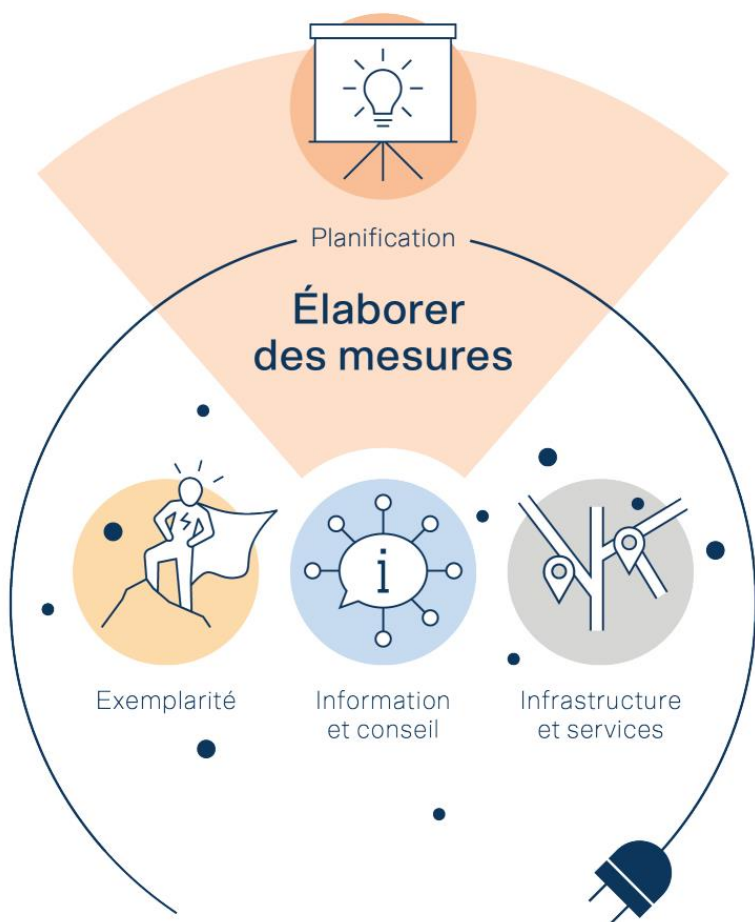 Planification
Élaborer
des mesures
i
Exemplarité
Information
et conseil
Infrastructure
et services